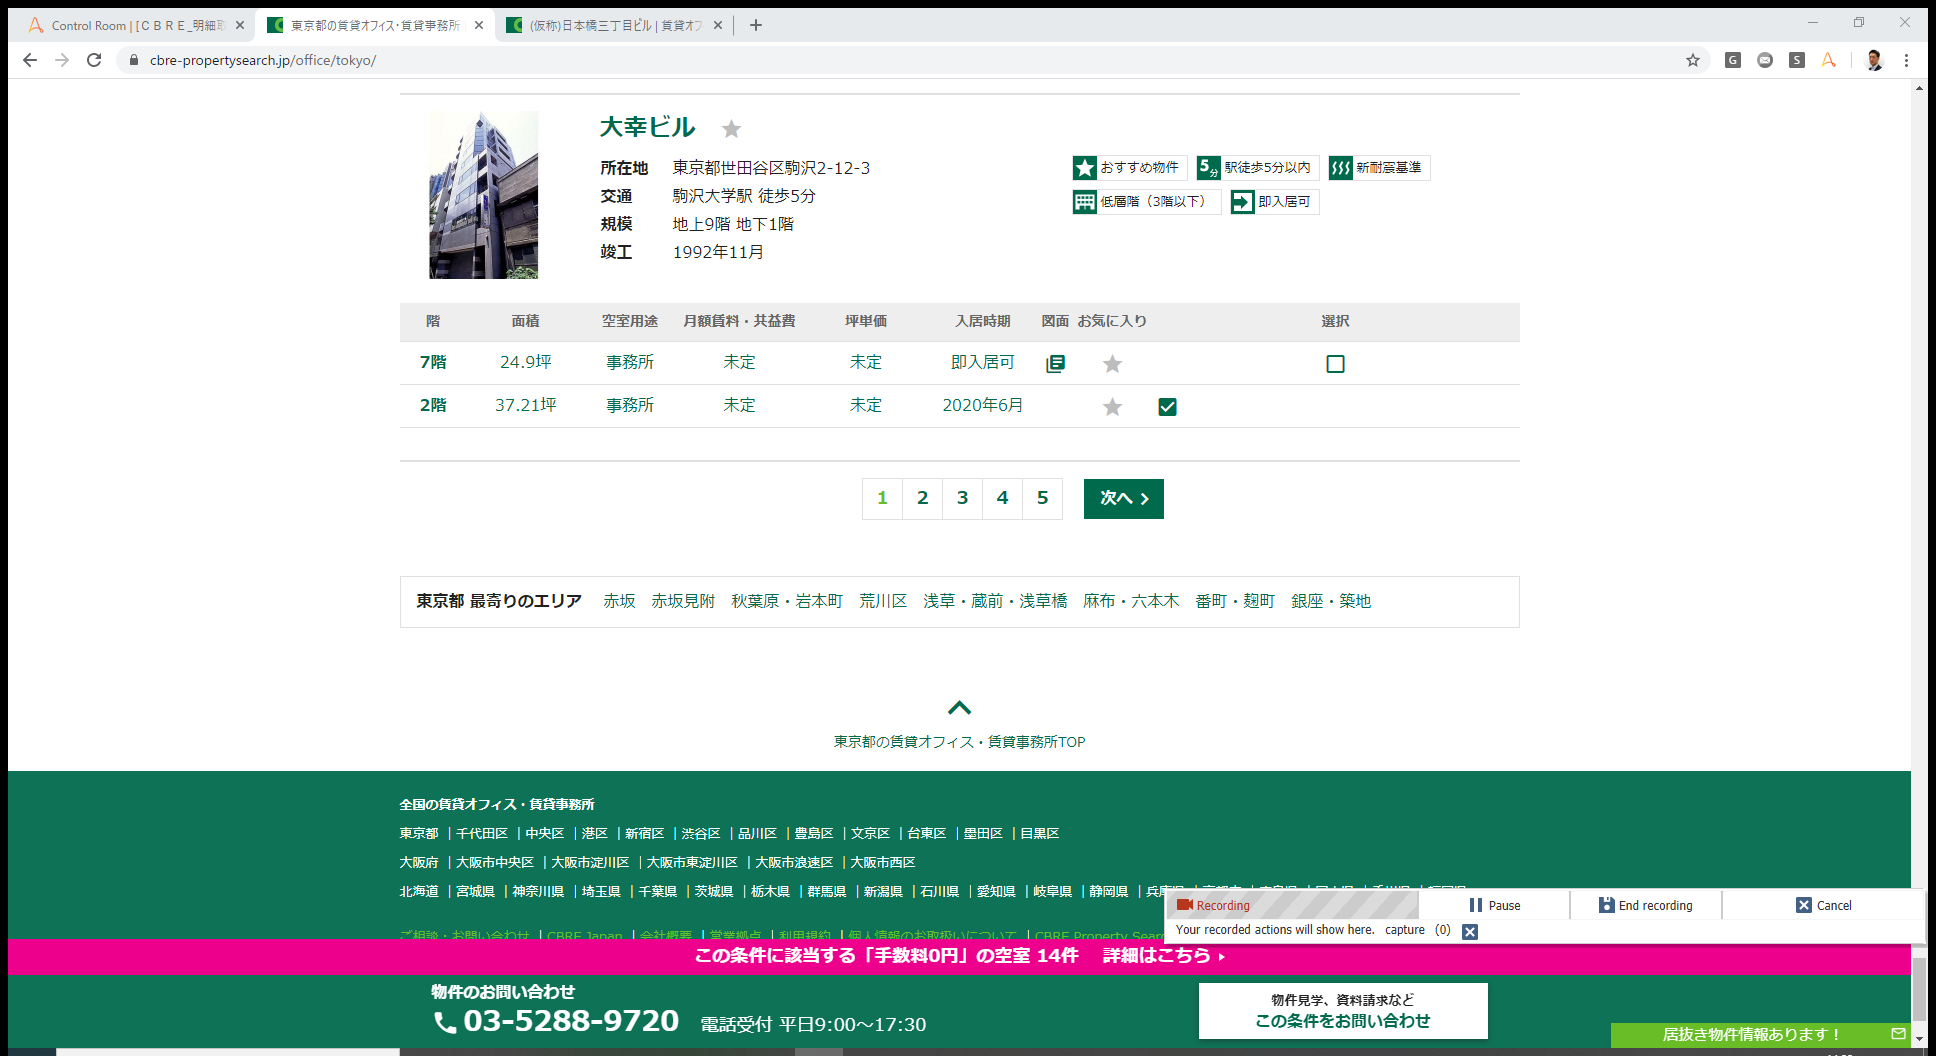 Control Room | [ C B R E _明細取
東京都の賃貸オフィス・賃貸事務所
(仮称)日本橋三丁目ビル | 賃貸オフ
cbre-propertysearch.jp/office/tokyo/
大幸ビル
所在地 東京都世田谷区駒沢2-12-3
交通 駒沢大学駅 徒歩5分
規模 地上9階 地下1階
竣工 1992年11月
おすすめ物件 5分 駅徒歩5分以内 新耐震基準
低層階（3階以下） 即入居可
階 面積 空室用途 月額賃料・共益費 坪単価 入居時期 図面 お気に入り 選択
7階 24.9坪 事務所 未定 未定 即入居可
2階 37.21坪 事務所 未定 未定 2020年6月
1 2 3 4 5 次へ
東京都 最寄りのエリア 赤坂 赤坂見附 秋葉原・岩本町 荒川区 浅草・蔵前・浅草橋 麻布・六本木 番町・麹町 銀座・築地
東京都の賃貸オフィス・賃貸事務所TOP
全国の賃貸オフィス・賃貸事務所
東京都 | 千代田区 | 中央区 | 港区 | 新宿区 | 渋谷区 | 品川区 | 豊島区 | 文京区 | 台東区 | 墨田区 | 目黒区
大阪府 | 大阪市中央区 | 大阪市淀川区 | 大阪市東淀川区 | 大阪市浪速区 | 大阪市西区
北海道 | 宮城県 | 神奈川県 | 埼玉県 | 千葉県 | 茨城県 | 栃木県 | 群馬県 | 新潟県 | 石川県 | 愛知県 | 岐阜県 | 静岡県 | 兵庫県
ご相談・お問い合わせ | CBRE Japan | 会社概要 | 営業拠点 | 利用規約 | 個人情報のお取扱いについて | CBRE Property Sear
Recording Pause End recording Cancel
Your recorded actions will show here. capture (0)
この条件に該当する「手数料0円」の空室 14件 詳細はこちら
物件のお問い合わせ
03-5288-9720 電話受付 平日9:00～17:30
物件見学、資料請求など
この条件をお問い合わせ
居抜き物件情報あります！